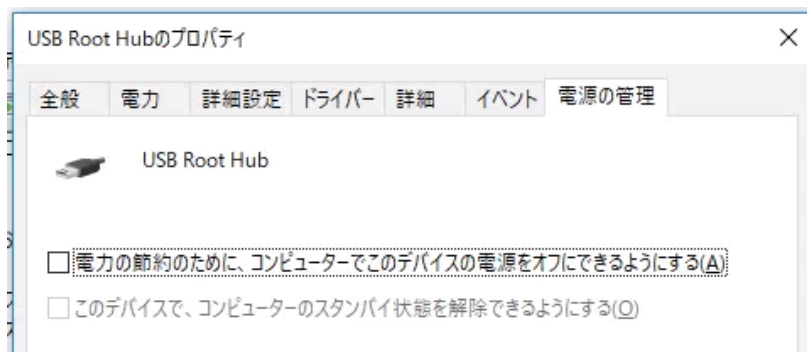 USB Root Hubのプロパティ
全般 電力 詳細設定 ドライバー 詳細 イベント 電源の管理
USB Root Hub
電力の節約のために、コンピューターでこのデバイスの電源をオフにできるようにする(A)
このデバイスで、コンピューターのスタンバイ状態を解除できるようにする(O)